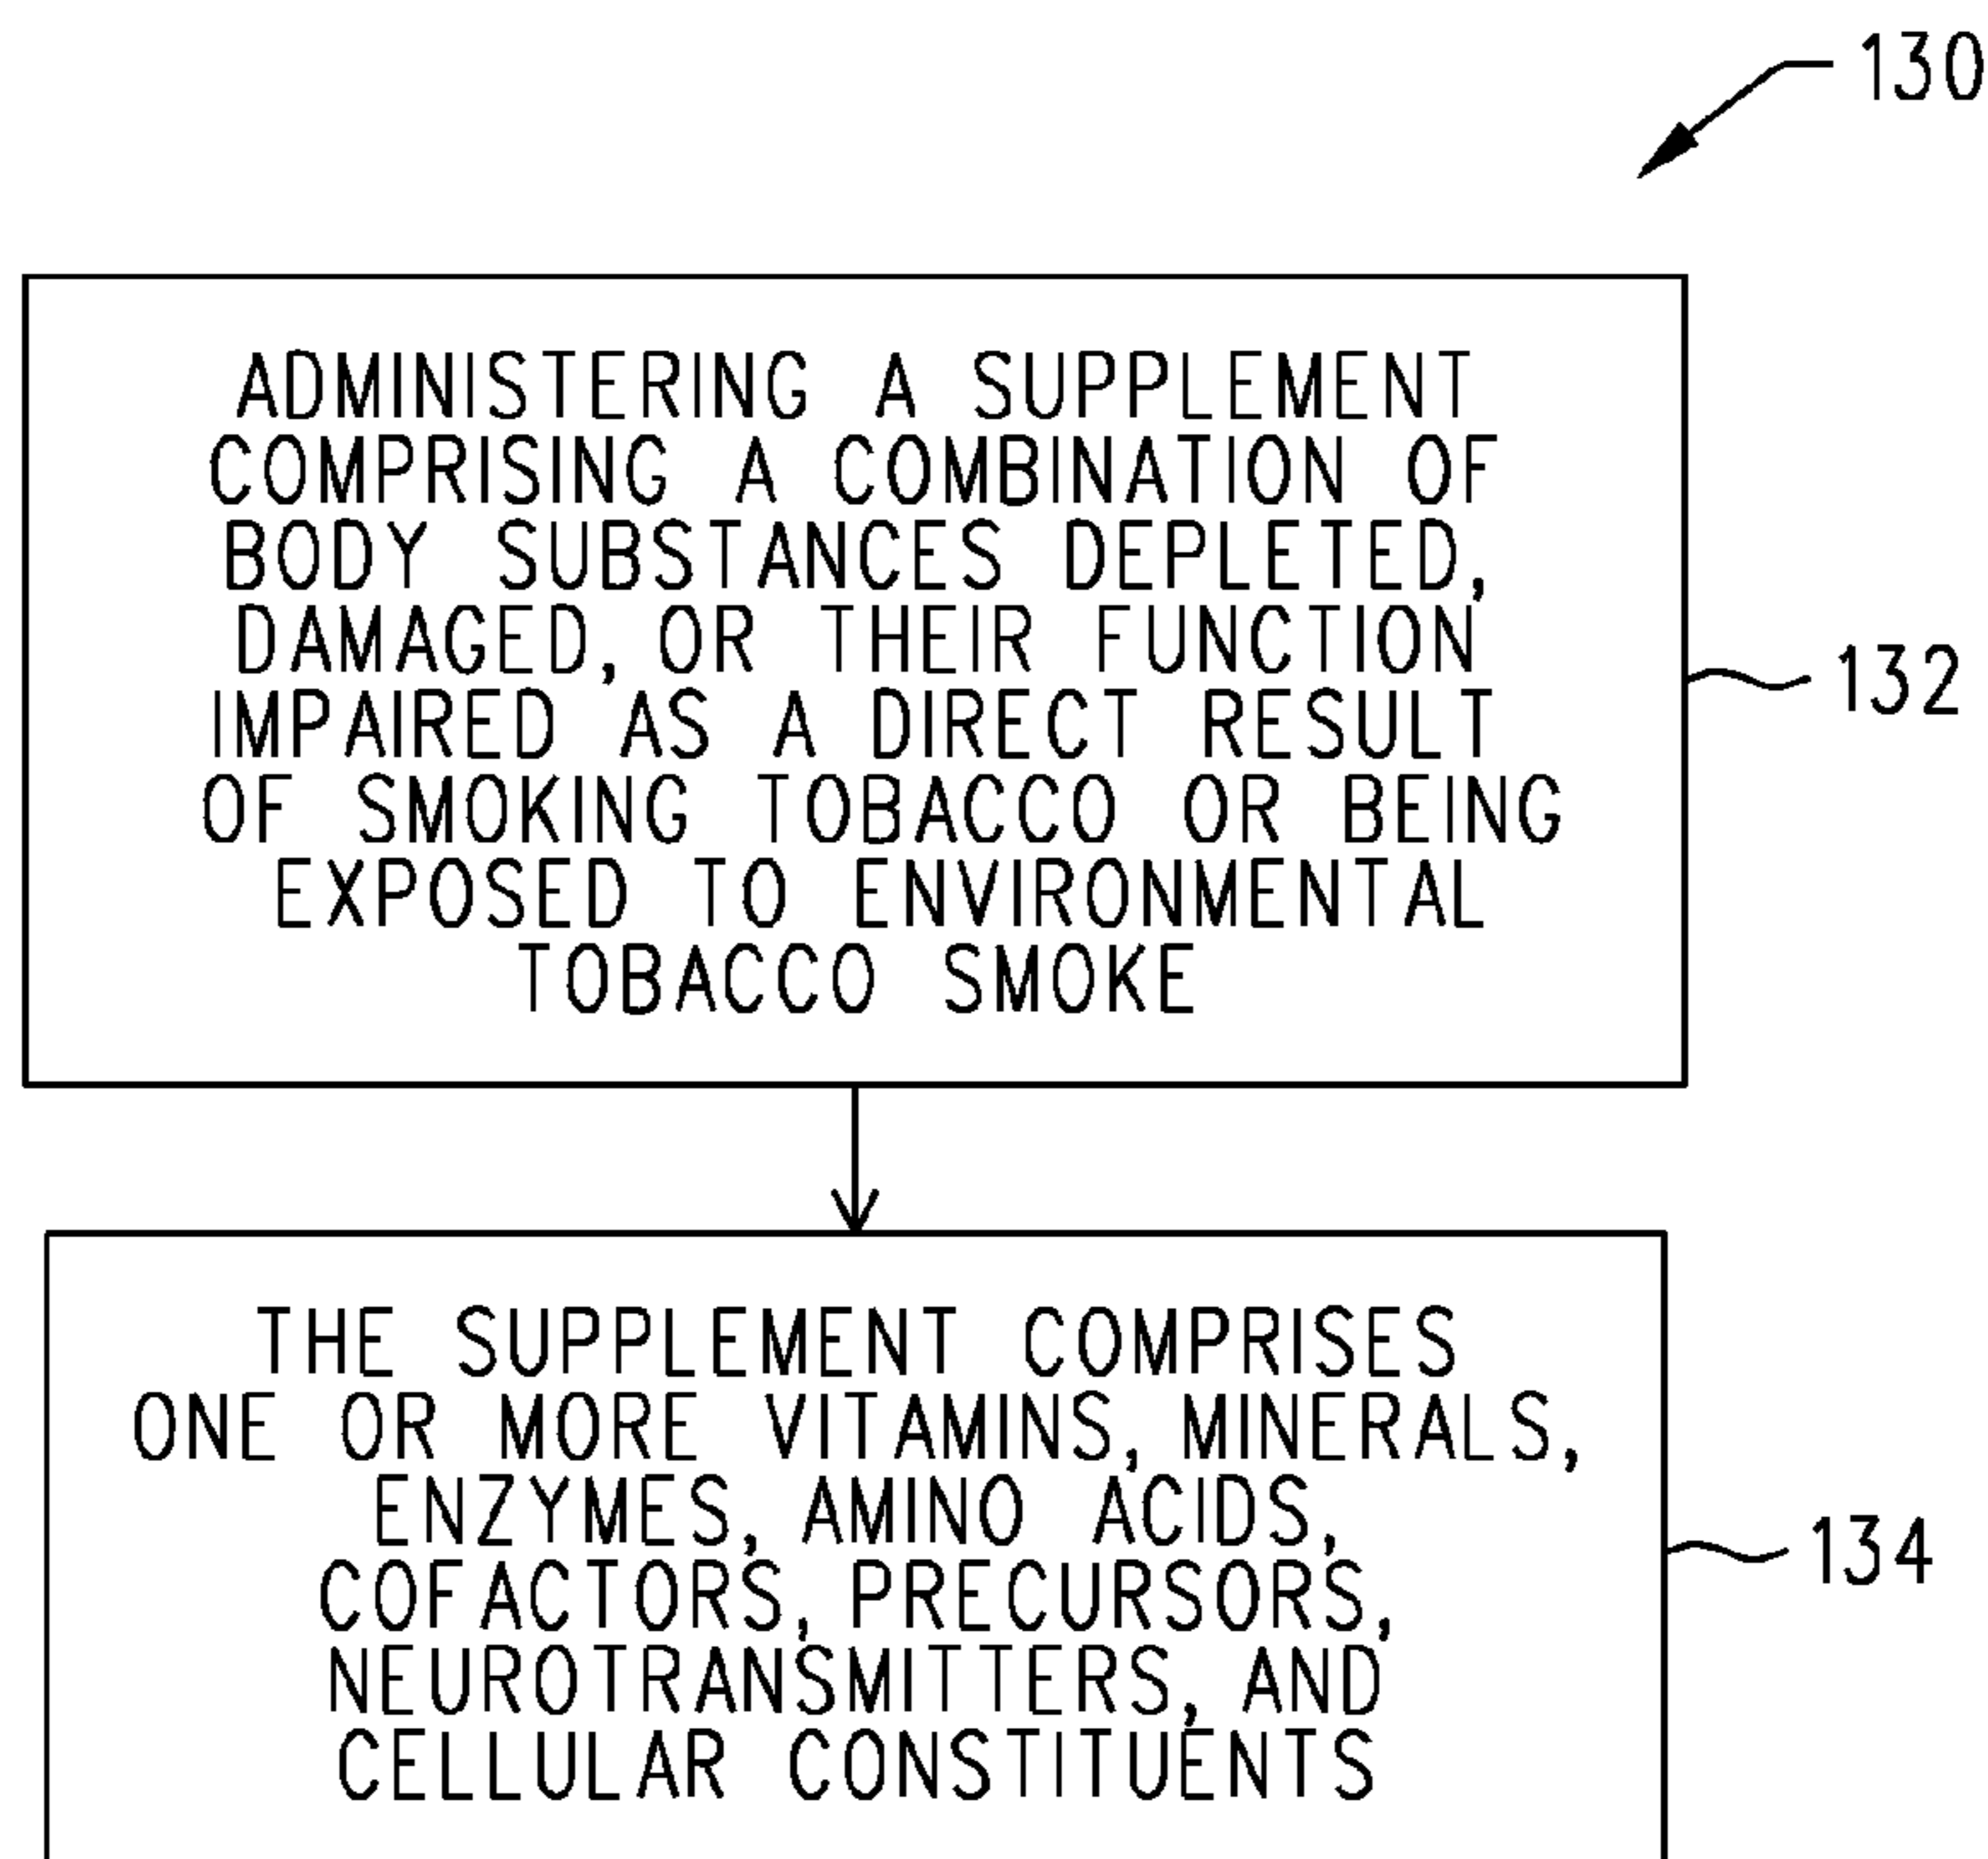 130
ADMINISTERING A SUPPLEMENT
COMPRISING A COMBINATION OF
BODY SUBSTANCES DEPLETED,
DAMAGED, OR THEIR FUNCTION
IMPAIRED AS A DIRECT RESULT
OF SMOKING TOBACCO OR BEING
EXPOSED TO ENVIRONMENTAL
TOBACCO SMOKE
132
THE SUPPLEMENT COMPRISES
ONE OR MORE VITAMINS, MINERALS,
ENZYMES, AMINO ACIDS,
COFACTORS, PRECURSORS,
NEUROTRANSMITTERS, AND
CELLULAR CONSTITUENTS
134